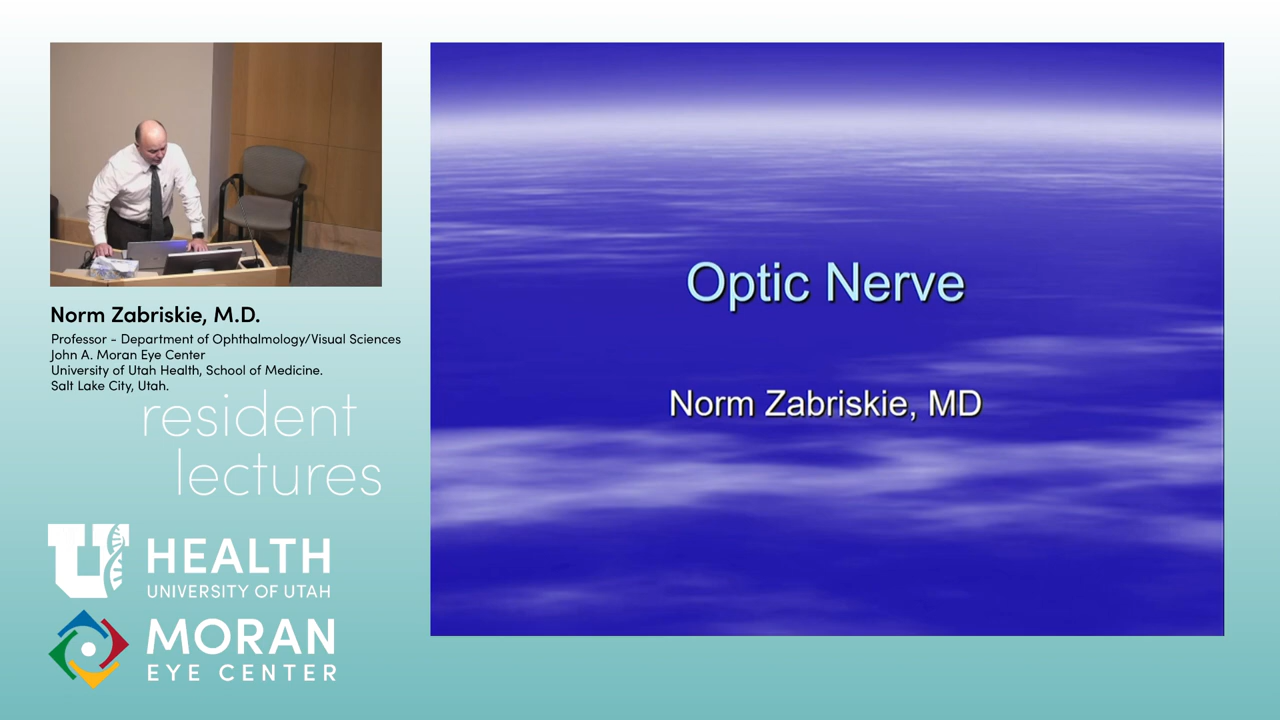 Norm Zabriskie, M.D.
Professor - Department of Ophthalmology/Visual Sciences
John A. Moran Eye Center
University of Utah Health, School of Medicine.
Salt Lake City, Utah.
resident
lectures
U HEALTH
UNIVERSITY OF UTAH
MORAN
EYE CENTER
Optic Nerve
Norm Zabriskie, MD